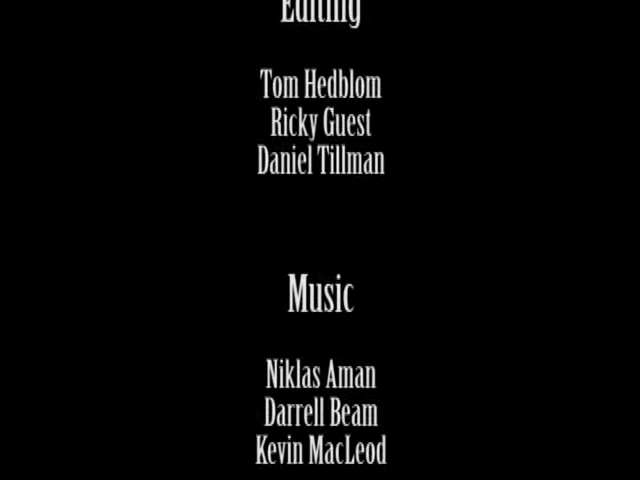 Editing
Tom Hedblom
Ricky Guest
Daniel Tillman
Music
Niklas Aman
Darrell Beam
Kevin MacLeod